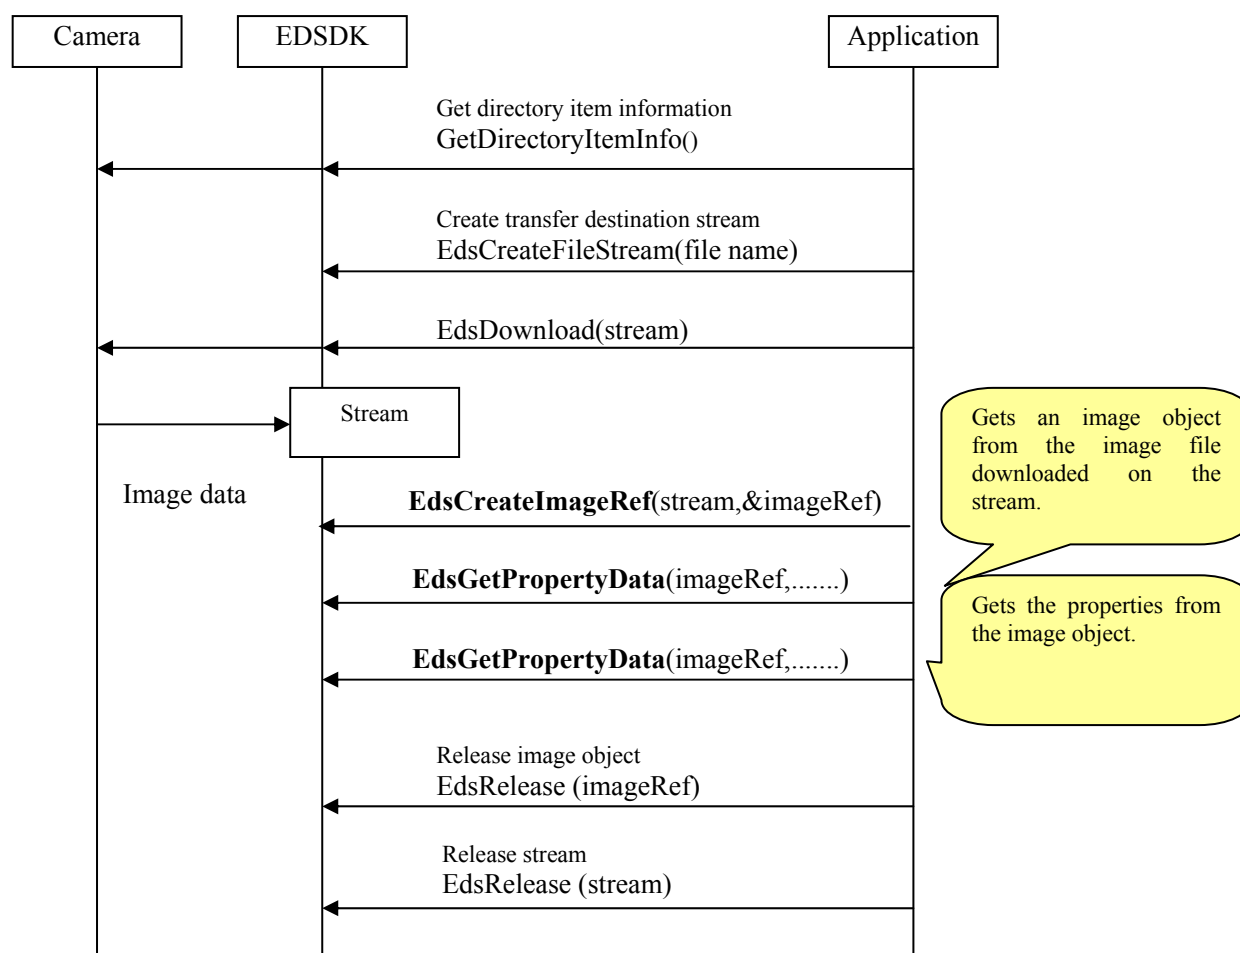 Camera
EDSDK
Application
Get directory item information
GetDirectoryItemInfo()
Create transfer destination stream
EdsCreateFileStream(file name)
EdsDownload(stream)
Stream
Image data
Gets an image object
from the image file
downloaded on the
stream.
EdsCreateImageRef(stream,&imageRef)
EdsGetPropertyData(imageRef,.......)
Gets the properties from
the image object.
EdsGetPropertyData(imageRef,.......)
Release image object
EdsRelease (imageRef)
Release stream
EdsRelease (stream)